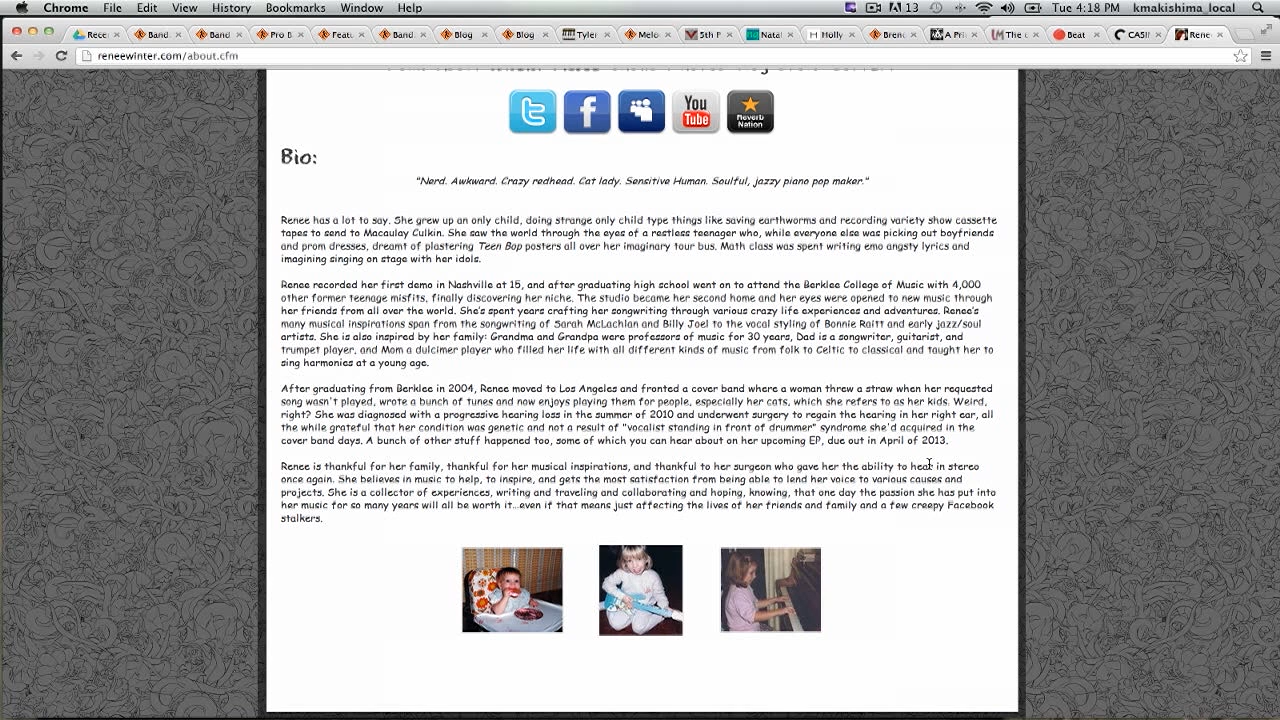 Chrome File Edit View History Bookmarks Window Help
13 Tue 4:18 PM kmakishima_local
Rece Band Band Pro B Featu Band Blog Blog Tyler Melo 5th F Natal Holly Brend A Pri The Beat CASH Rene
reneewinter.com/about.cfm
t f You Tube Reverb Nation
Bio:
"Nerd. Awkward. Crazy redhead. Cat lady. Sensitive Human. Soulful, jazzy piano pop maker."
Renee has a lot to say. She grew up an only child, doing strange only child type things like saving earthworms and recording variety show cassette
tapes to send to Macaulay Culkin. She saw the world through the eyes of a restless teenager who, while everyone else was picking out boyfriends
and prom dresses, dreamt of plastering Teen Bop posters all over her imaginary tour bus. Math class was spent writing emo angsty lyrics and
imagining singing on stage with her idols.
Renee recorded her first demo in Nashville at 15, and after graduating high school went on to attend the Berklee College of Music with 4,000
other former teenage misfits, finally discovering her niche. The studio became her second home and her eyes were opened to new music through
her friends from all over the world. She's spent years crafting her songwriting through various crazy life experiences and adventures. Renee's
many musical inspirations span from the songwriting of Sarah McLachlan and Billy Joel to the vocal styling of Bonnie Raitt and early jazz/soul
artists. She is also inspired by her family: Grandma and Grandpa were professors of music for 30 years, Dad is a songwriter, guitarist, and
trumpet player, and Mom a dulcimer player who filled her life with all different kinds of music from folk to Celtic to classical and taught her to
sing harmonies at a young age.
After graduating from Berklee in 2004, Renee moved to Los Angeles and fronted a cover band where a woman threw a straw when her requested
song wasn't played, wrote a bunch of tunes and now enjoys playing them for people, especially her cats, which she refers to as her kids. Weird,
right? She was diagnosed with a progressive hearing loss in the summer of 2010 and underwent surgery to regain the hearing in her right ear, all
the while grateful that her condition was genetic and not a result of "vocalist standing in front of drummer" syndrome she'd acquired in the
cover band days. A bunch of other stuff happened too, some of which you can hear about on her upcoming EP, due out in April of 2013.
Renee is thankful for her family, thankful for her musical inspirations, and thankful to her surgeon who gave her the ability to hear in stereo
once again. She believes in music to help, to inspire, and gets the most satisfaction from being able to lend her voice to various causes and
projects. She is a collector of experiences, writing and traveling and collaborating and hoping, knowing, that one day the passion she has put into
her music for so many years will all be worth it...even if that means just affecting the lives of her friends and family and a few creepy Facebook
stalkers.